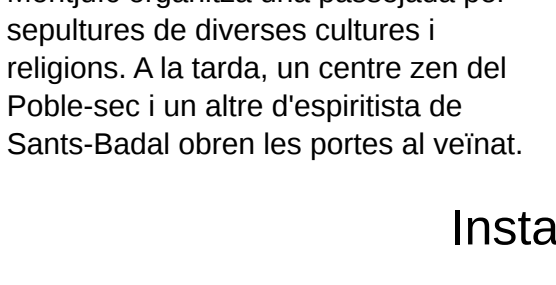 sepultures de diverses cultures i
religions. A la tarda, un centre zen del
Poble-sec i un altre d'espiritista de
Sants-Badal obren les portes al veïnat.
Insta